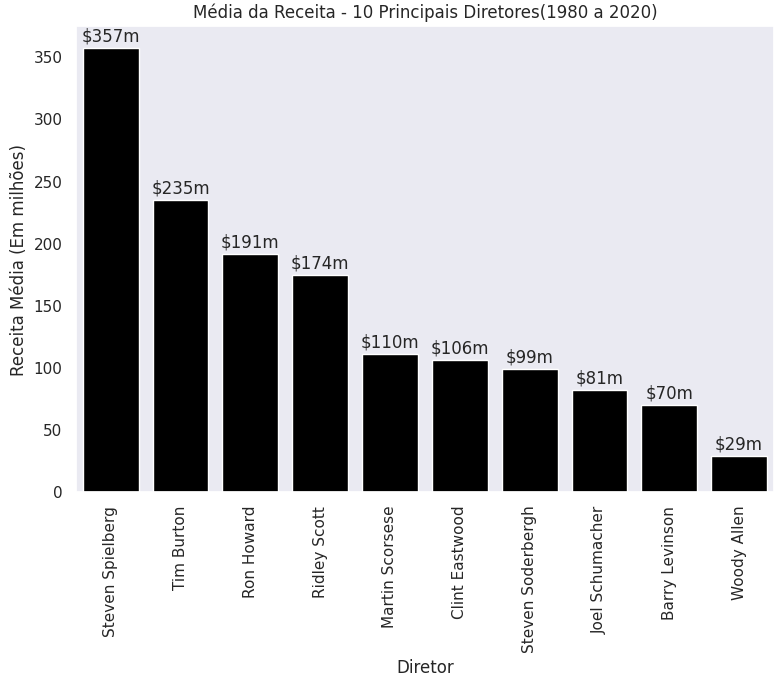 Média da Receita - 10 Principais Diretores(1980 a 2020)
Receita Média (Em milhões)
350
300
250
200
150
100
50
0
$357m
$235m
$191m
$174m
$110m
$106m
$99m
$81m
$70m
$29m
Steven Spielberg
Tim Burton
Ron Howard
Ridley Scott
Martin Scorsese
Clint Eastwood
Steven Soderbergh
Joel Schumacher
Barry Levinson
Woody Allen
Diretor